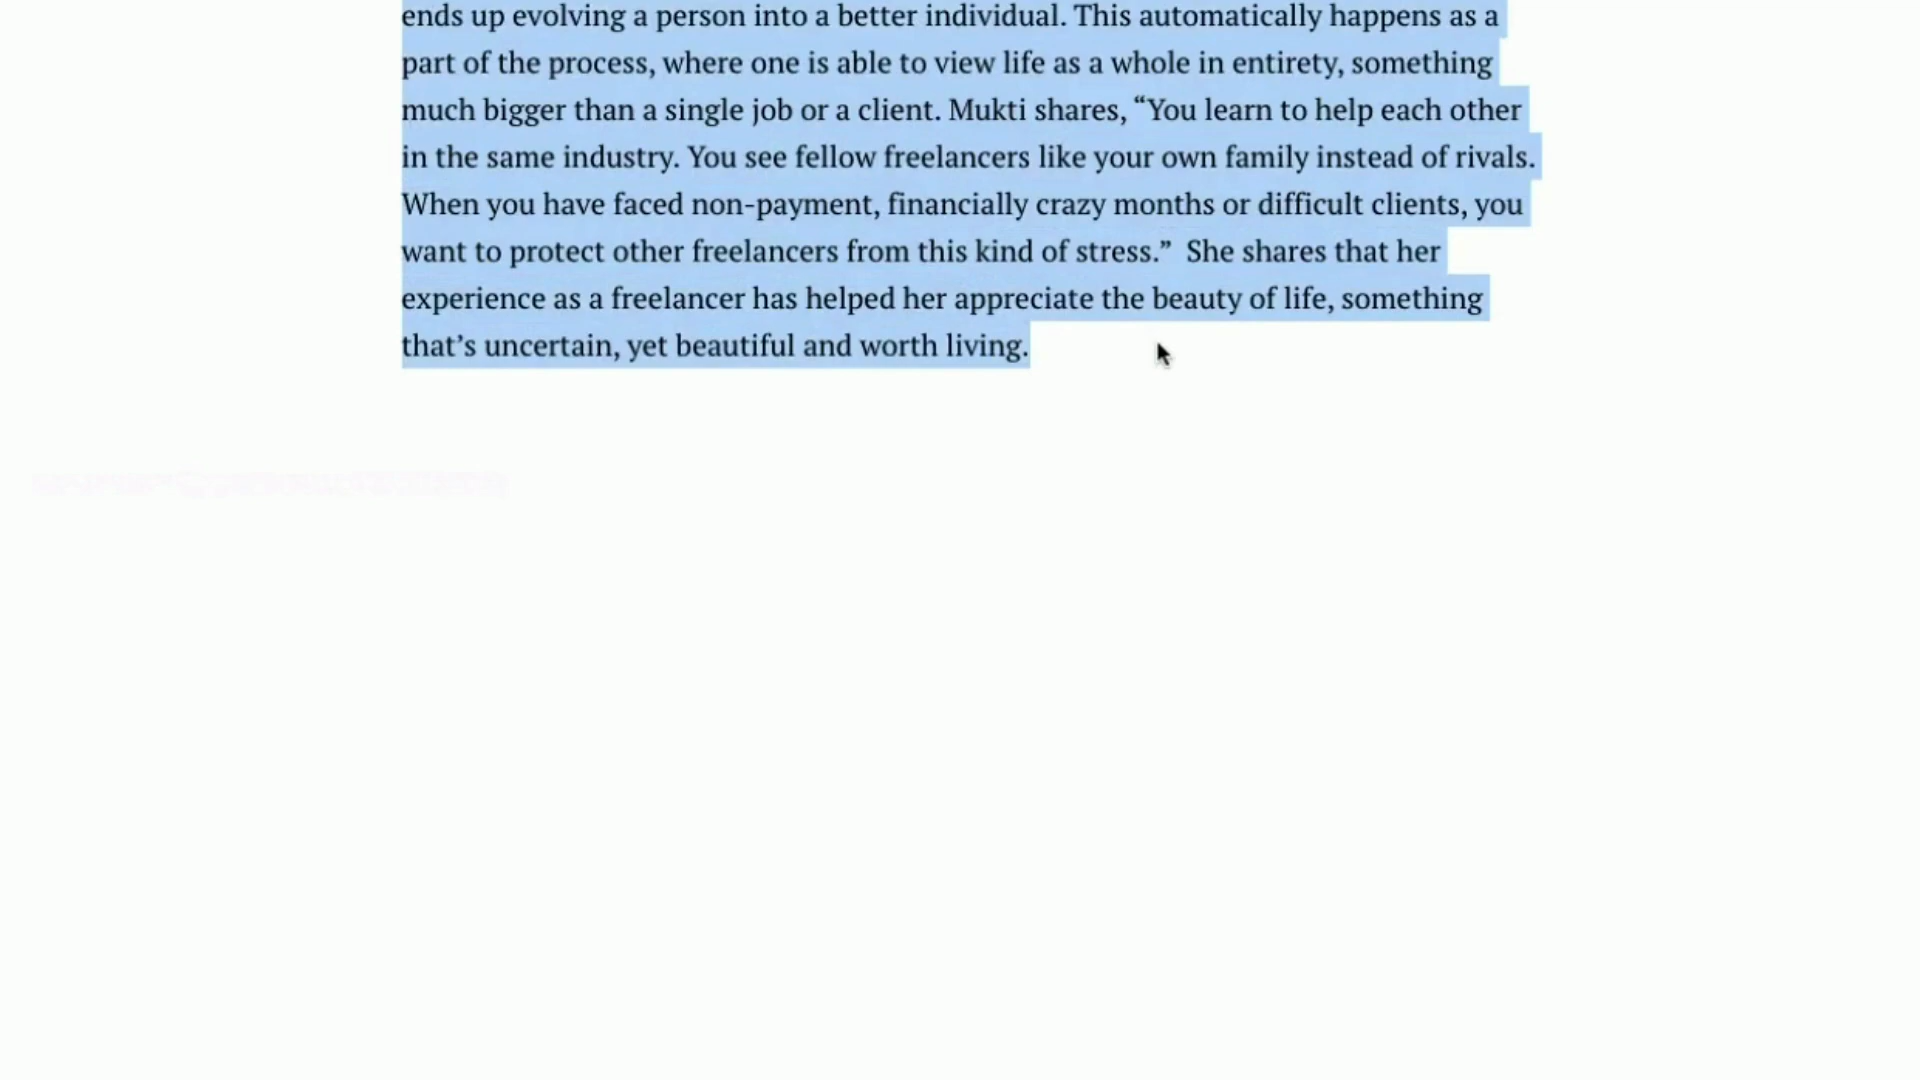 ends up evolving a person into a better individual. This automatically happens as a
part of the process, where one is able to view life as a whole in entirety, something
much bigger than a single job or a client. Mukti shares, “You learn to help each other
in the same industry. You see fellow freelancers like your own family instead of rivals.
When you have faced non-payment, financially crazy months or difficult clients, you
want to protect other freelancers from this kind of stress.”  She shares that her
experience as a freelancer has helped her appreciate the beauty of life, something
that’s uncertain, yet beautiful and worth living.